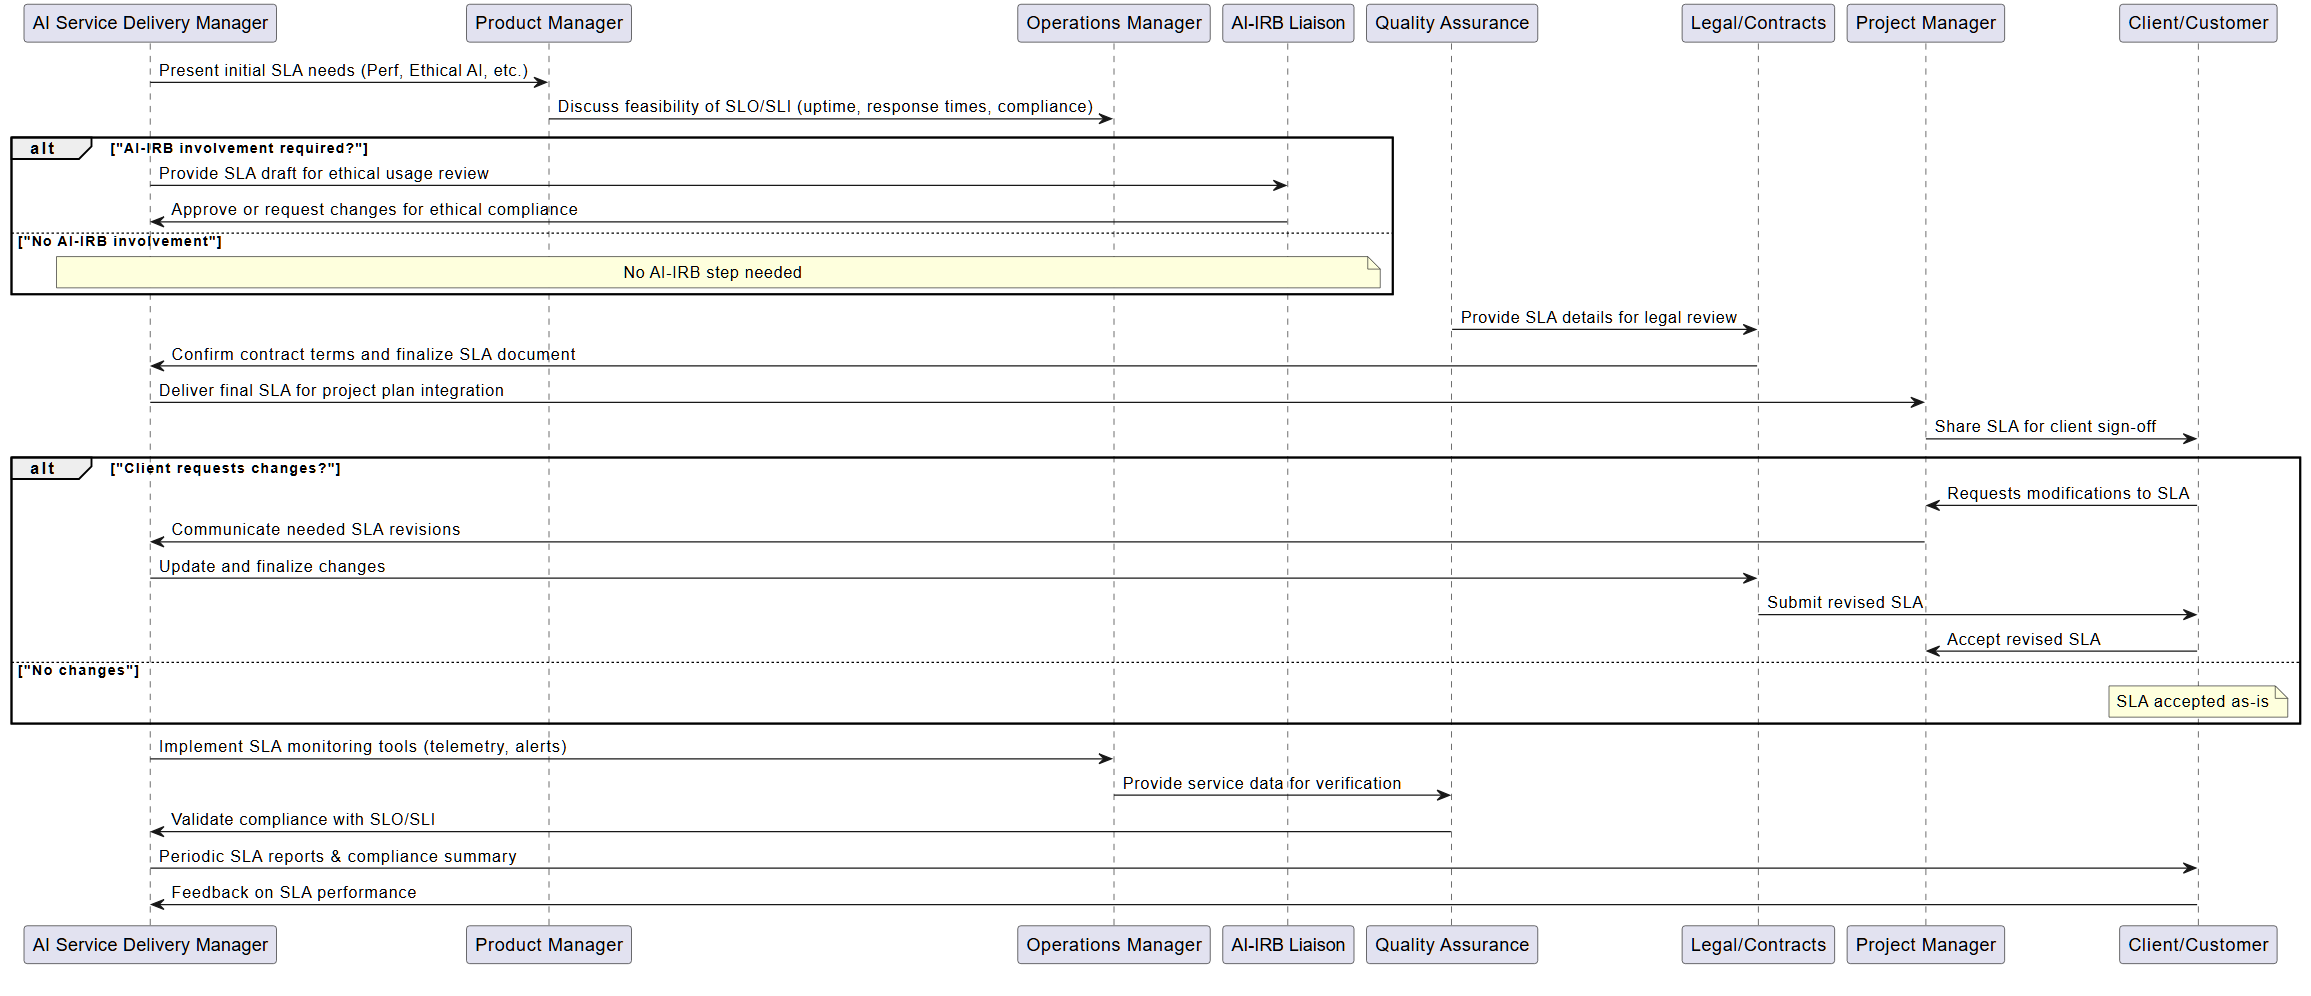 AI Service Delivery Manager
Product Manager
Operations Manager
AI-IRB Liaison
Quality Assurance
Legal/Contracts
Project Manager
Client/Customer
Present initial SLA needs (Perf, Ethical AI, etc.)
Discuss feasibility of SLO/SLI (uptime, response times, compliance)
alt
["AI-IRB involvement required?"]
Provide SLA draft for ethical usage review
Approve or request changes for ethical compliance
["No AI-IRB involvement"]
No AI-IRB step needed
Provide SLA details for legal review
Confirm contract terms and finalize SLA document
Deliver final SLA for project plan integration
Share SLA for client sign-off
alt
["Client requests changes?"]
Requests modifications to SLA
Communicate needed SLA revisions
Update and finalize changes
Submit revised SLA
Accept revised SLA
["No changes"]
SLA accepted as-is
Implement SLA monitoring tools (telemetry, alerts)
Provide service data for verification
Validate compliance with SLO/SLI
Periodic SLA reports & compliance summary
Feedback on SLA performance
AI Service Delivery Manager
Product Manager
Operations Manager
AI-IRB Liaison
Quality Assurance
Legal/Contracts
Project Manager
Client/Customer